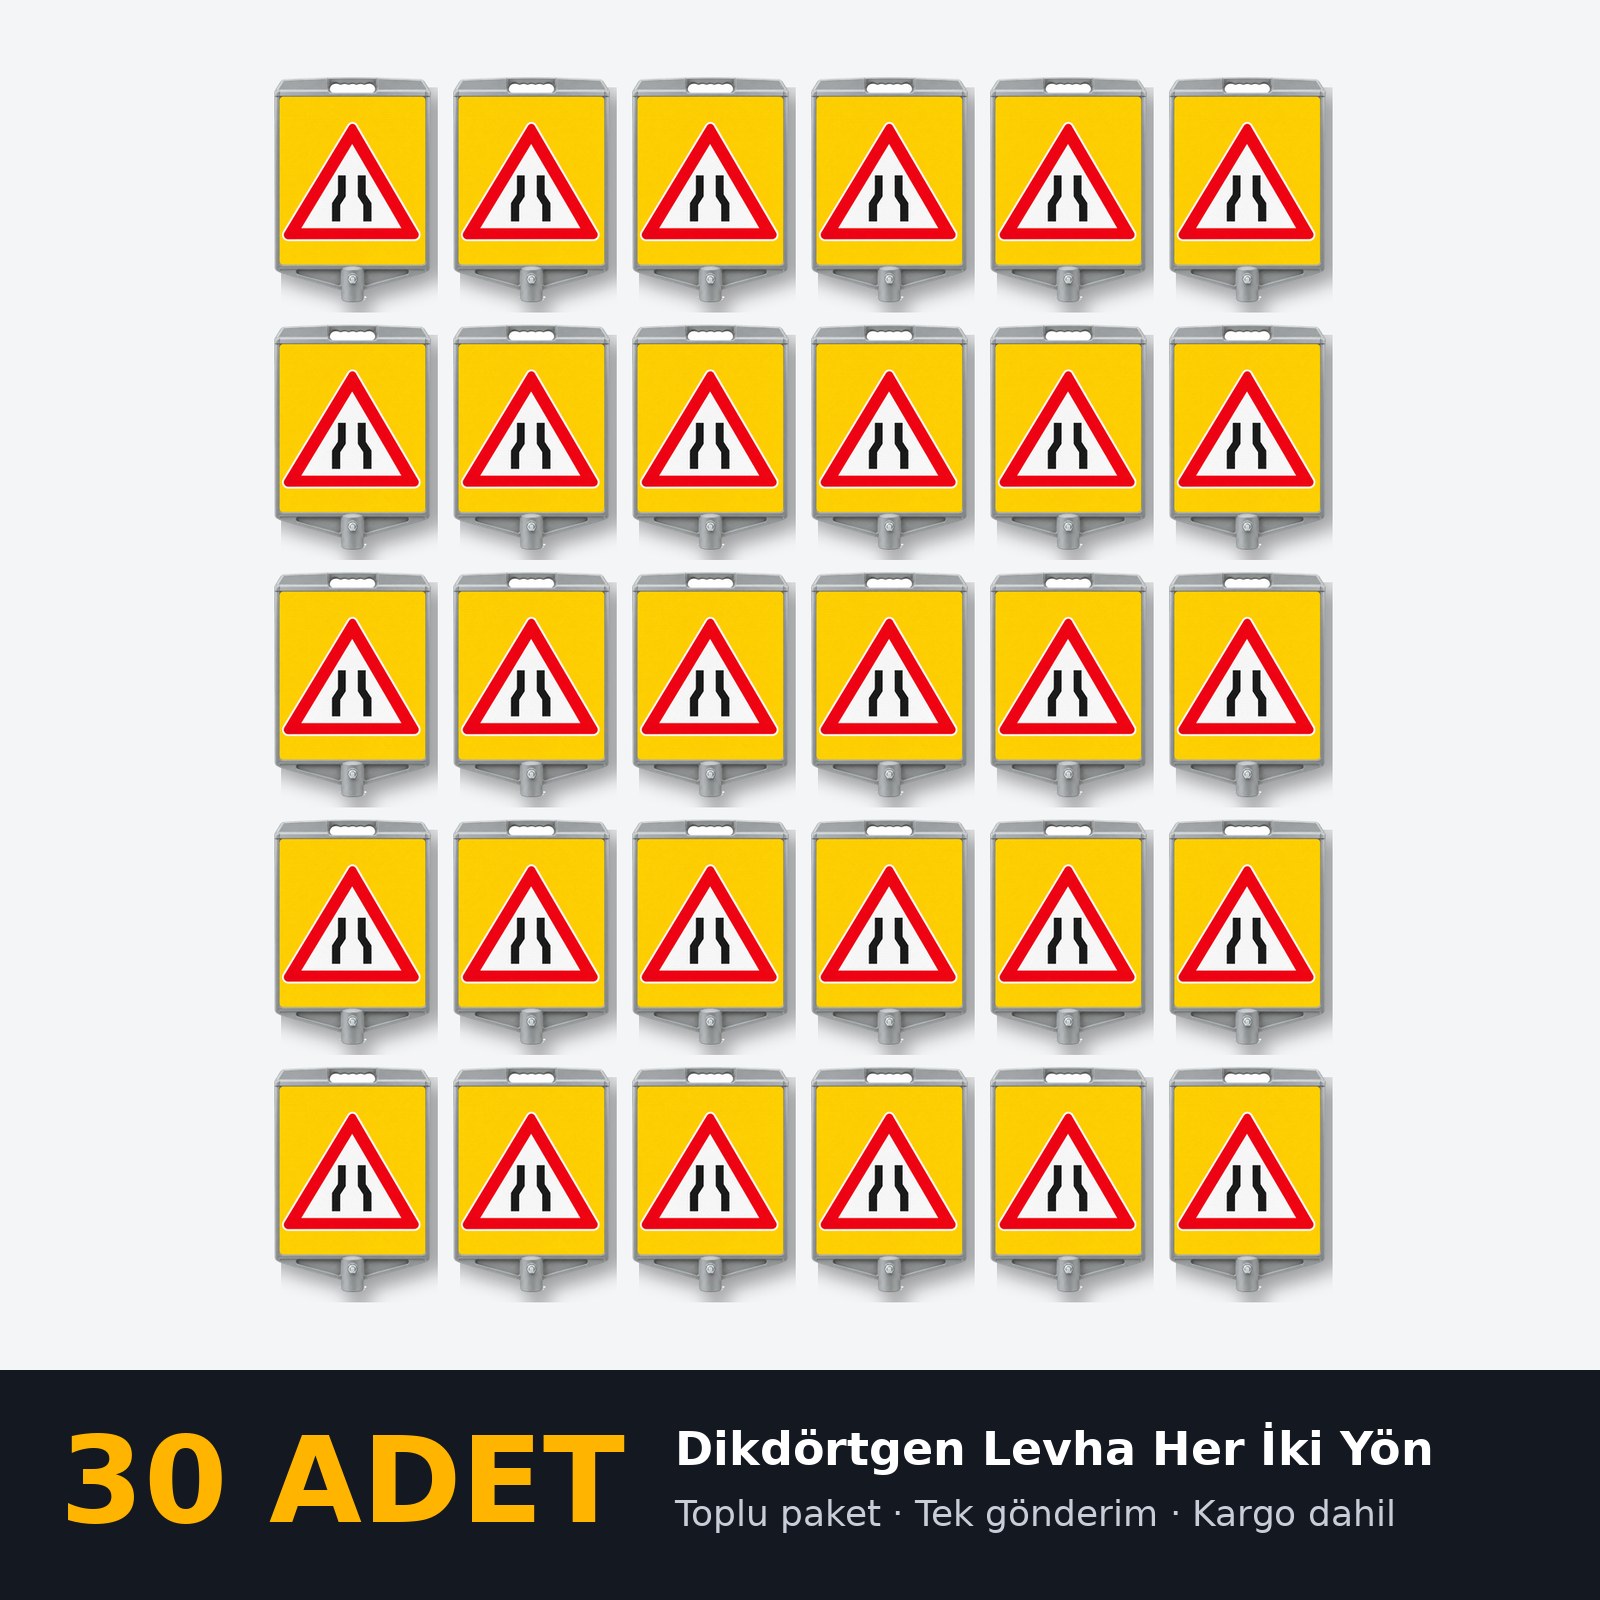 30 ADET
Dikdörtgen Levha Her İki Yön
Toplu paket · Tek gönderim · Kargo dahil